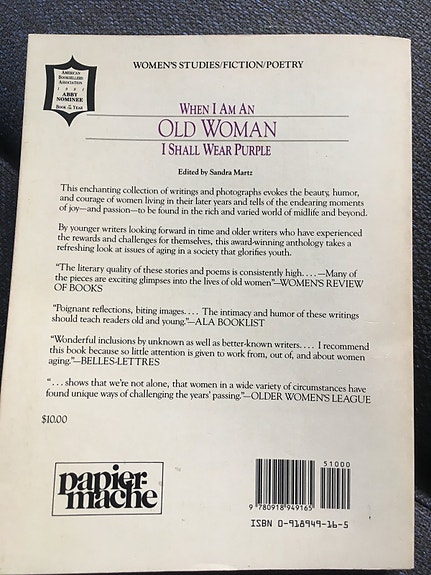 WOMEN'S STUDIES/FICTION/POETRY
AMERICAN
BOOKSELLERS
ASSOCIATION
1991
ABBY
NOMINEE
BOOK OF THE YEAR
WHEN I AM AN
OLD WOMAN
I SHALL WEAR PURPLE
Edited by Sandra Martz
This enchanting collection of writings and photographs evokes the beauty, humor,
and courage of women living in their later years and tells of the endearing moments
of joy—and passion—to be found in the rich and varied world of midlife and beyond.
By younger writers looking forward in time and older writers who have experienced
the rewards and challenges for themselves, this award-winning anthology takes a
refreshing look at issues of aging in a society that glorifies youth.
"The literary quality of these stories and poems is consistently high. . . .—Many of
the pieces are exciting glimpses into the lives of old women"—WOMEN'S REVIEW
OF BOOKS
"Poignant reflections, biting images. . . . The intimacy and humor of these writings
should teach readers old and young."—ALA BOOKLIST
"Wonderful inclusions by unknown as well as better-known writers. . . . I recommend
this book because so little attention is given to work from, out of, and about women
aging."—BELLES-LETTRES
". . . shows that we're not alone, that women in a wide variety of circumstances have
found unique ways of challenging the years' passing."—OLDER WOMEN'S LEAGUE
$10.00
papier-
mache
51000
9 780918 949165
ISBN 0-918949-16-5